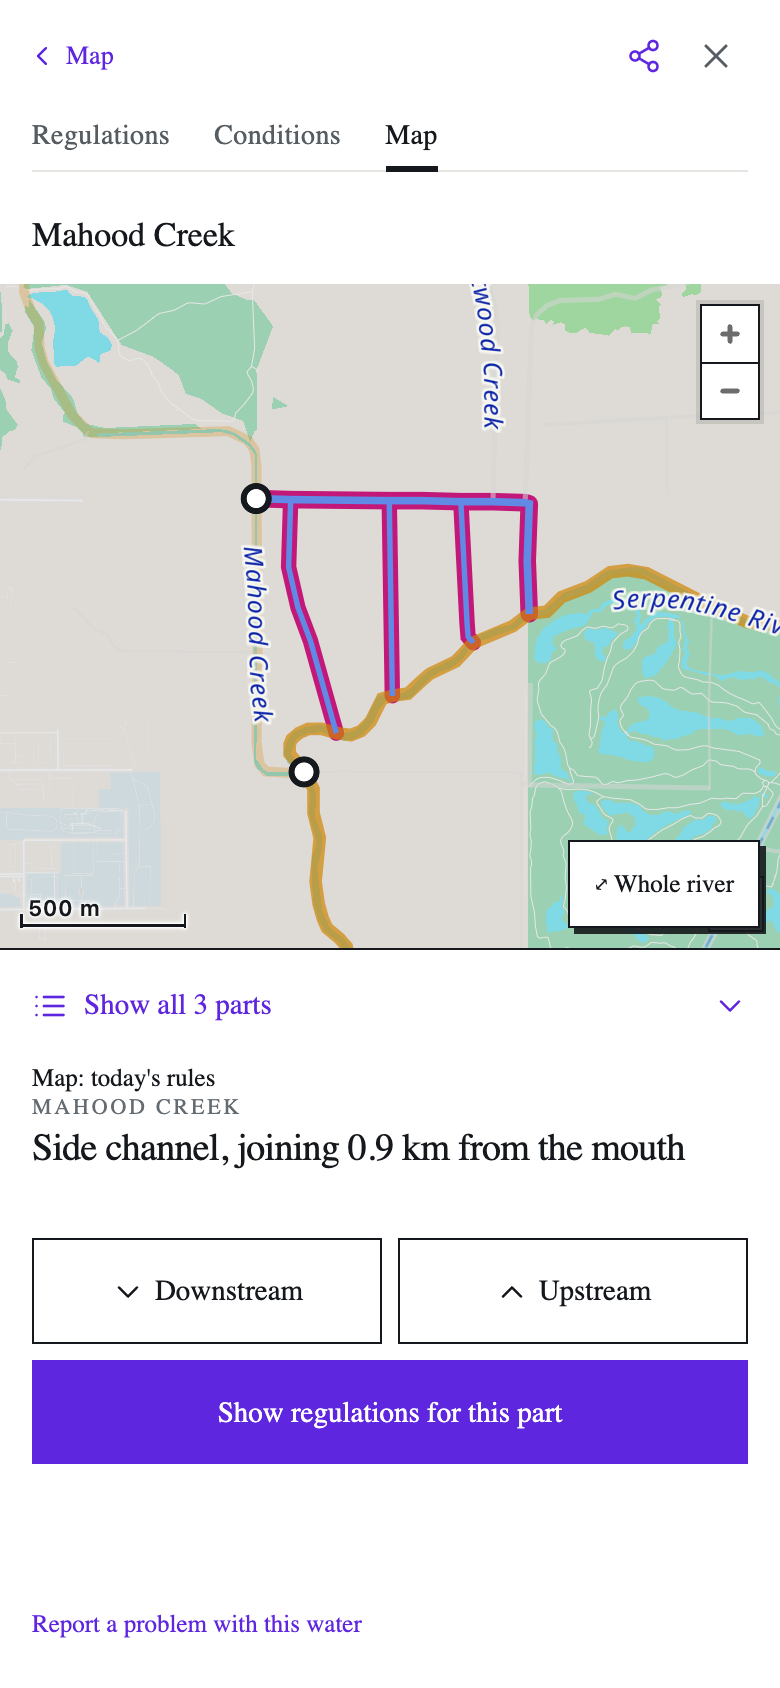 Map
Regulations
Conditions
Map
Mahood Creek
wood Creek
Mahood Creek
Serpentine Riv
Whole river
500 m
Show all 3 parts
Map: today's rules
MAHOOD CREEK
Side channel, joining 0.9 km from the mouth
Downstream
Upstream
Show regulations for this part
Report a problem with this water